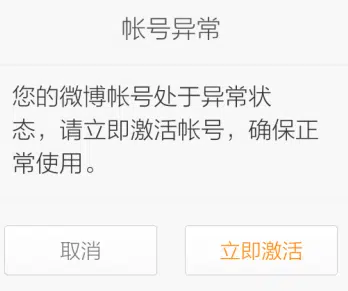 帐号异常
您的微博帐号处于异常状
态，请立即激活帐号，确保正
常使用。
取消
立即激活